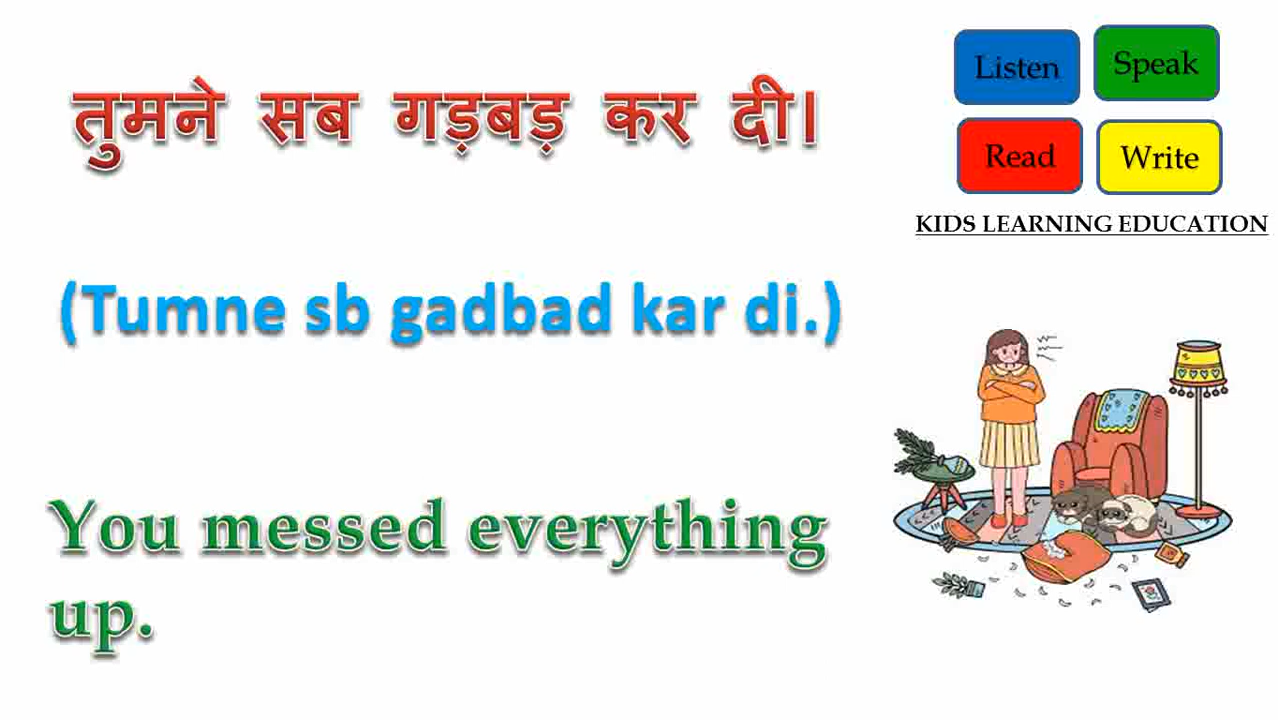 तुमने सब गड़बड़ कर दी।
Listen
Speak
Read
Write
KIDS LEARNING EDUCATION
(Tumne sb gadbad kar di.)
You messed everything
up.